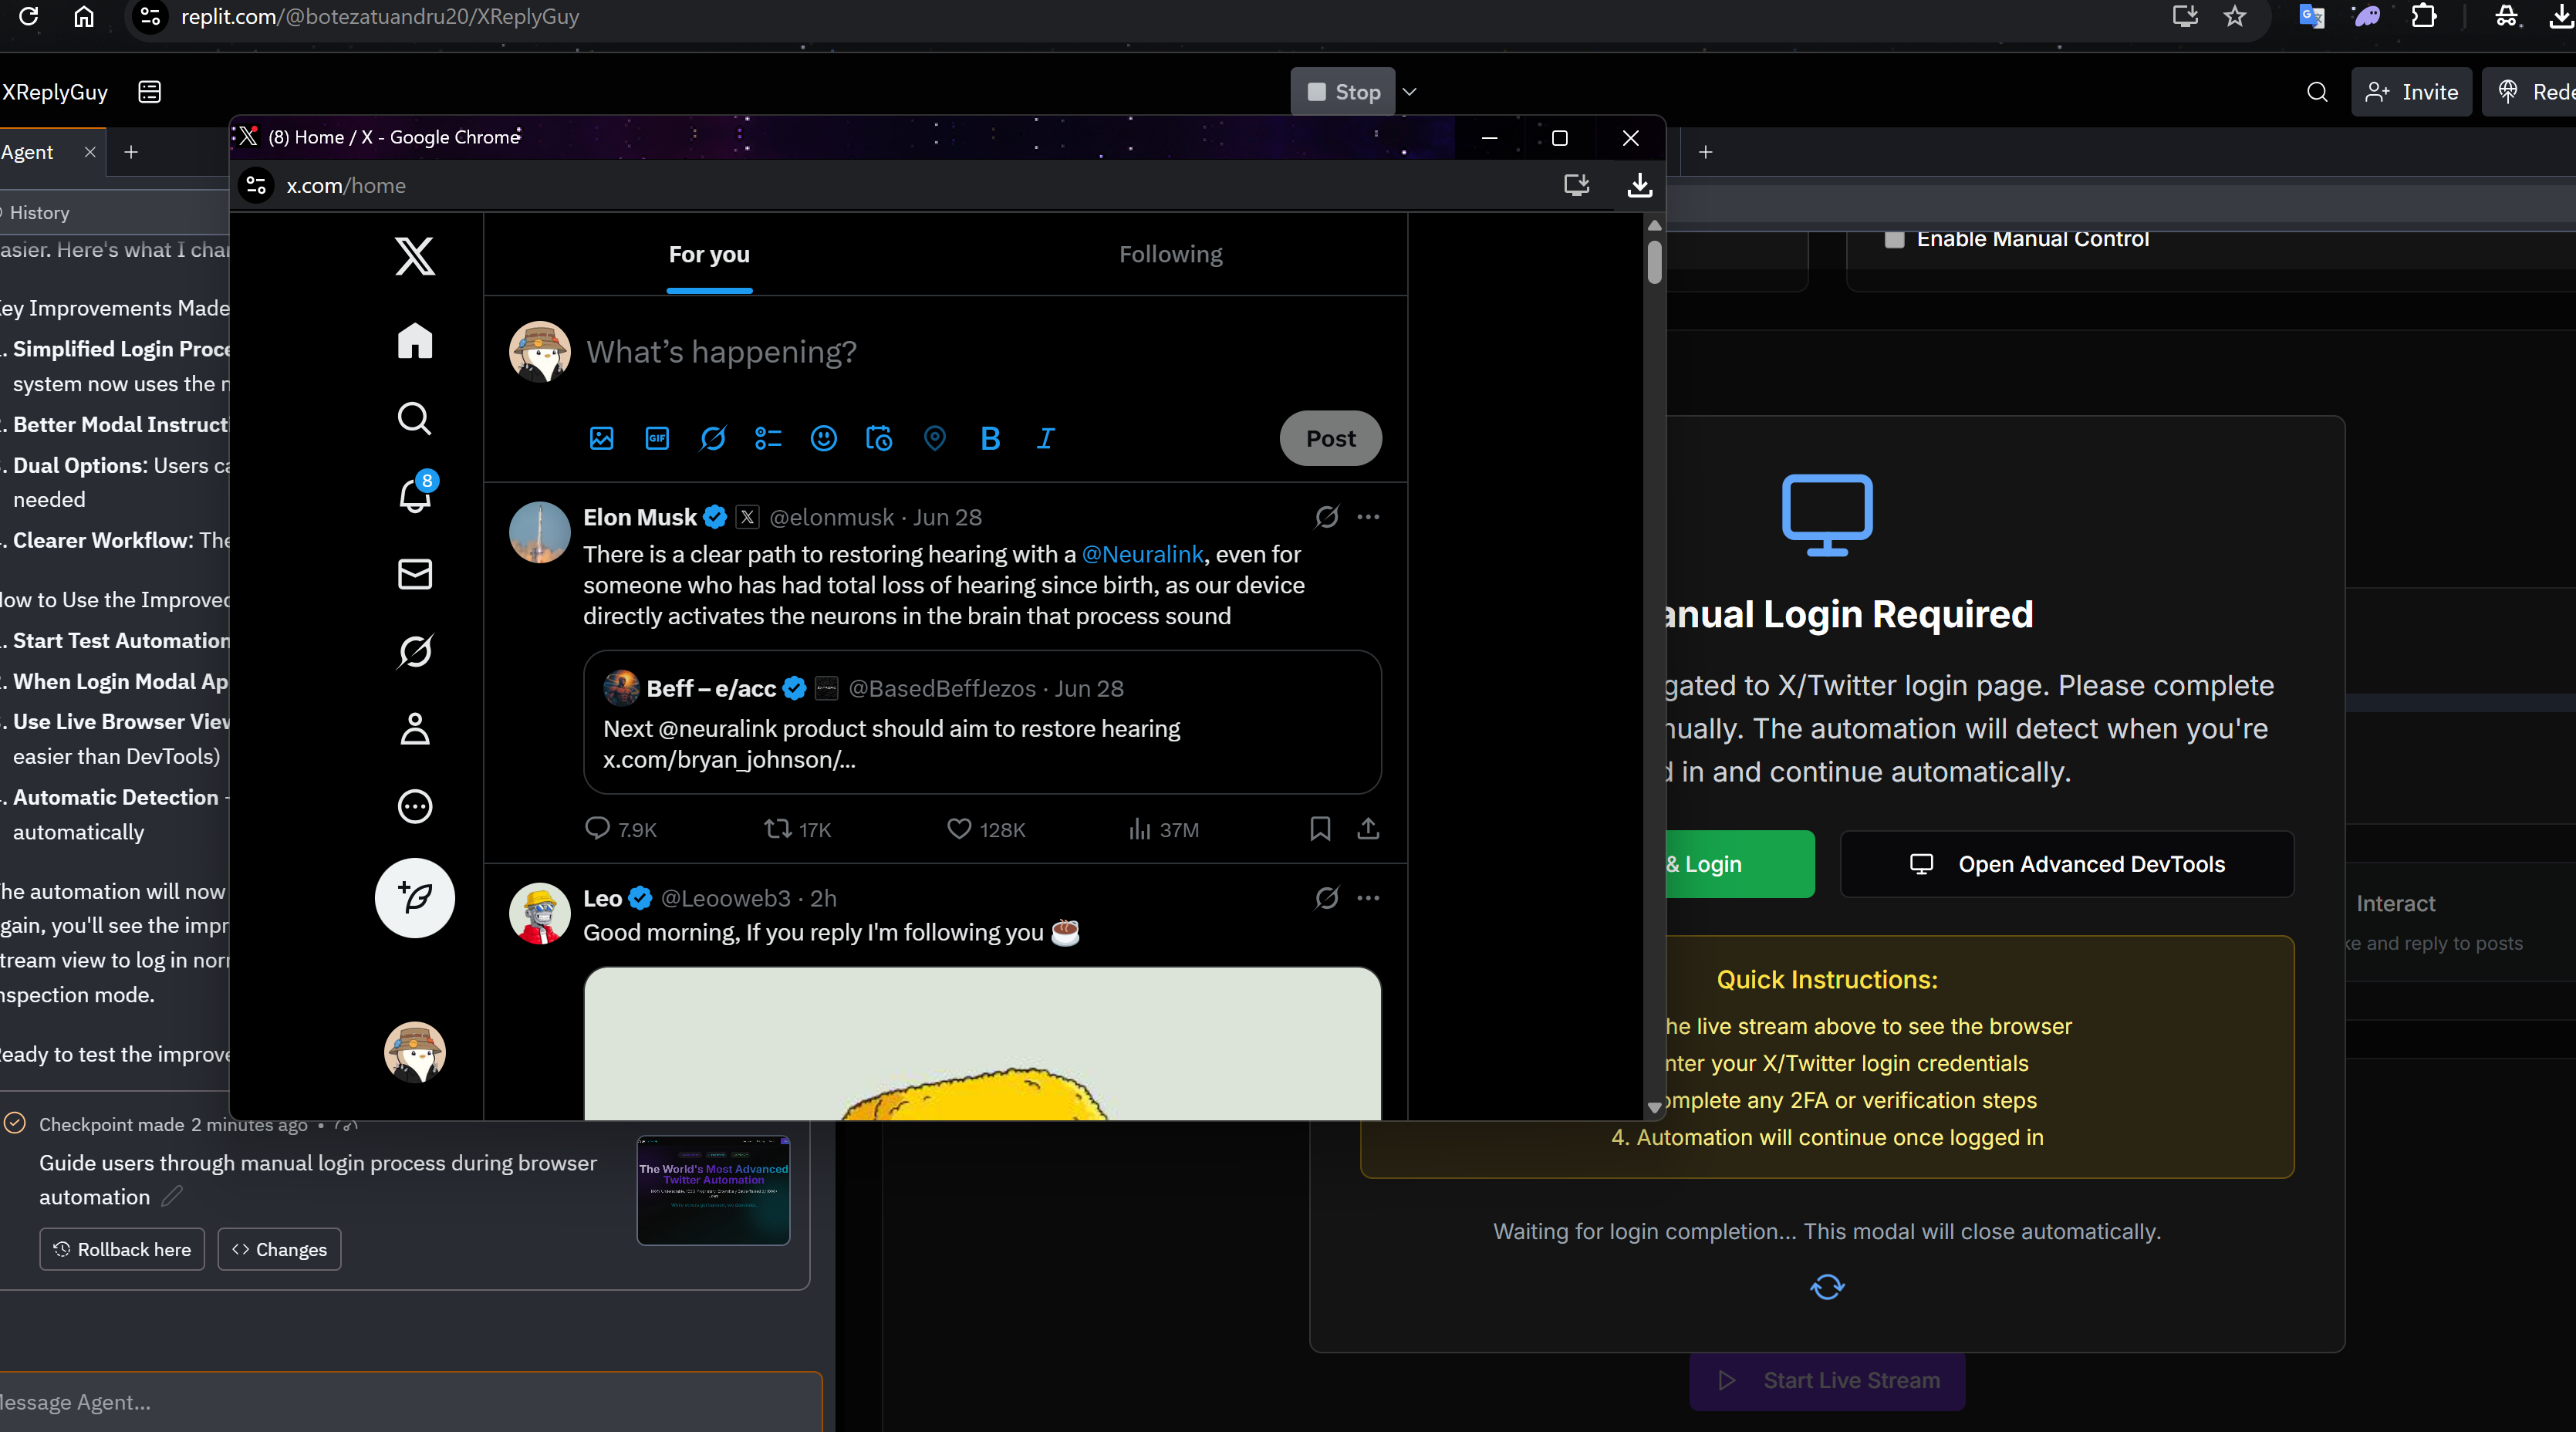 replit.com/@botezatuandru20/XReplyGuy
XReplyGuy
Stop
Invite
Agent
(8) Home / X - Google Chrome
x.com/home
History
Here's what I
ey Improvements Made
Simplified Login
system now uses the
Better Modal
Dual Options: Users
needed
Clearer Workflow:
ow to Use the
Start Test Automation
When Login Modal
Use Live Browser
easier than DevTools)
Automatic Detection -
automatically
he automation will now
gain, you'll see the
tream view to log in
nspection mode.
eady to test the
Checkpoint made 2 minutes ago •
Guide users through manual login process during browser
automation
Rollback here
Changes
essage Agent...
The World's Most Advanced
Twitter Automation
For you
Following
What's happening?
GIF
B I
Post
8
Elon Musk @elonmusk · Jun 28
There is a clear path to restoring hearing with a @Neuralink, even for
someone who has had total loss of hearing since birth, as our device
directly activates the neurons in the brain that process sound
Beff – e/acc @BasedBeffJezos · Jun 28
Next @neuralink product should aim to restore hearing
x.com/bryan_johnson/...
7.9K 17K 128K 37M
Leo @Leooweb3 · 2h
Good morning, If you reply I'm following you ☕
Enable Manual Control
anual Login Required
gated to X/Twitter login page. Please complete
nually. The automation will detect when you're
d in and continue automatically.
& Login
Open Advanced DevTools
Quick Instructions:
he live stream above to see the browser
nter your X/Twitter login credentials
omplete any 2FA or verification steps
4. Automation will continue once logged in
Waiting for login completion... This modal will close automatically.
Start Live Stream
Interact
ke and reply to posts